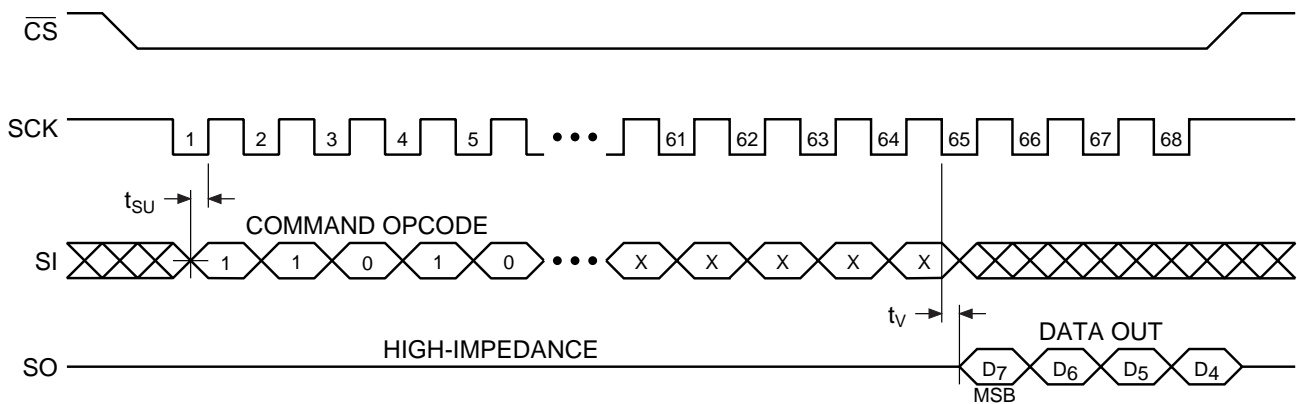 CS
SCK 1 2 3 4 5 ••• 61 62 63 64 65 66 67 68
tSU
COMMAND OPCODE
SI 1 1 0 1 0 ••• X X X X X
tV
DATA OUT
HIGH-IMPEDANCE
SO D7 D6 D5 D4
MSB